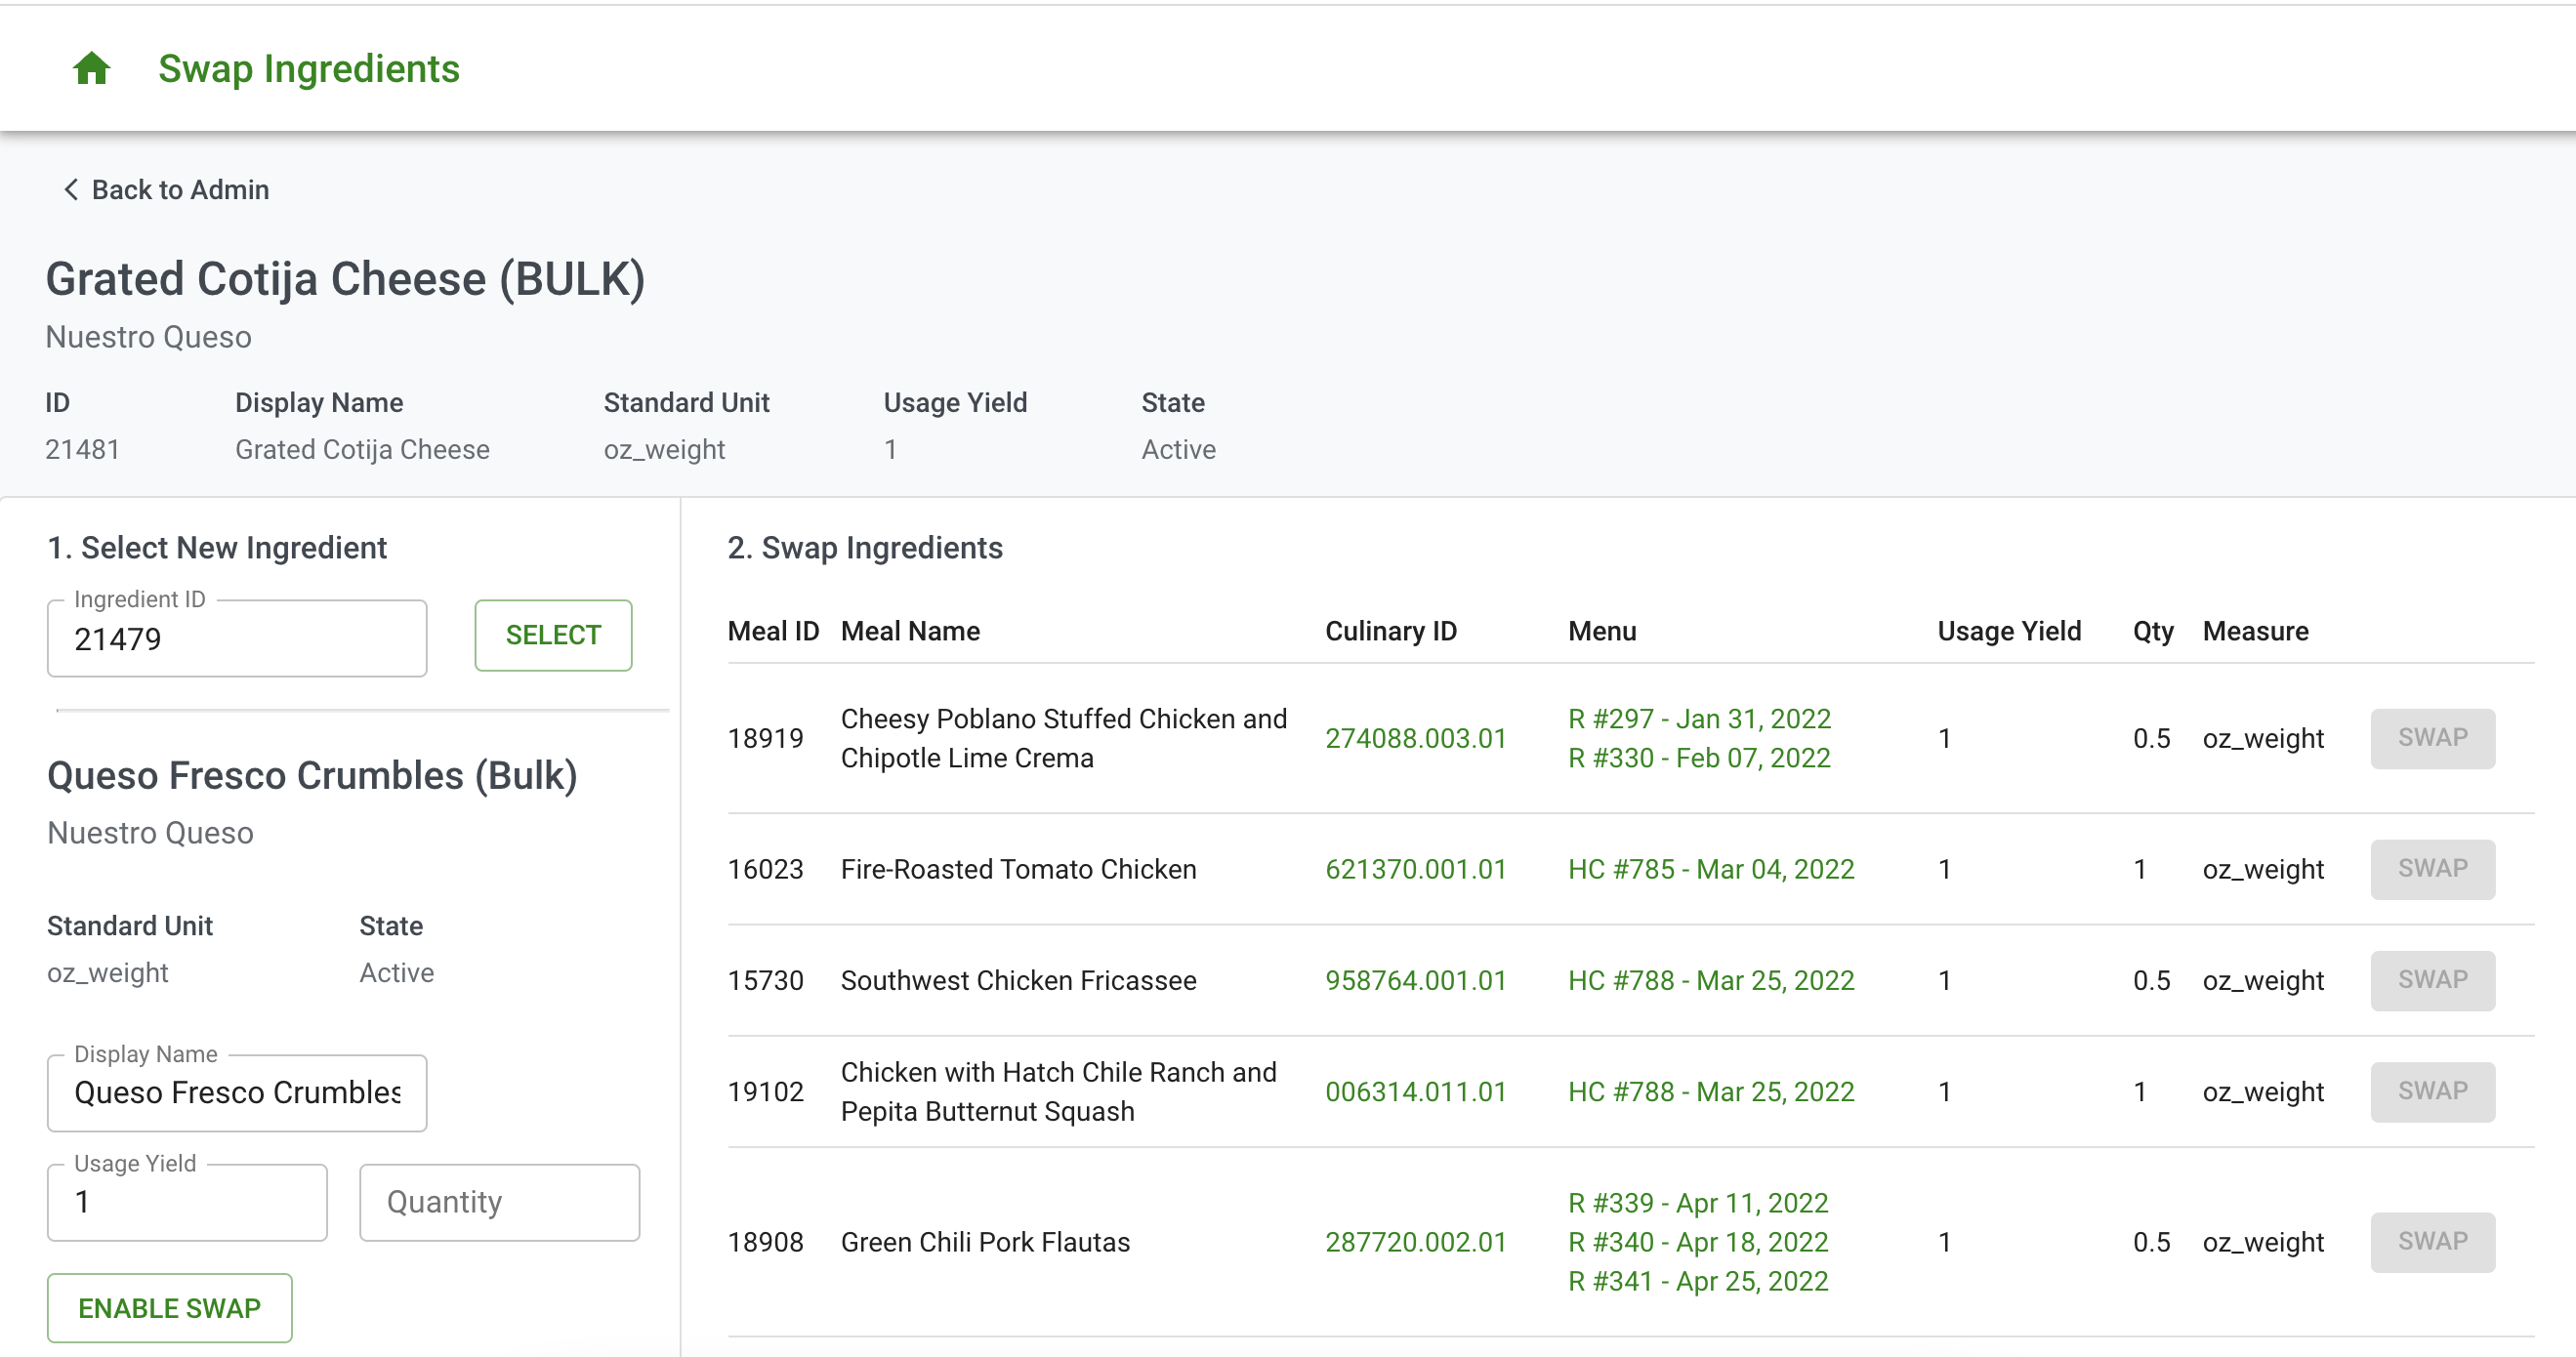 Swap Ingredients
Back to Admin
Grated Cotija Cheese (BULK)
Nuestro Queso
ID Display Name Standard Unit Usage Yield State
21481 Grated Cotija Cheese oz_weight 1 Active
1. Select New Ingredient
Ingredient ID
21479 SELECT
Queso Fresco Crumbles (Bulk)
Nuestro Queso
Standard Unit State
oz_weight Active
Display Name
Queso Fresco Crumbles
Usage Yield
1 Quantity
ENABLE SWAP
2. Swap Ingredients
Meal ID Meal Name Culinary ID Menu Usage Yield Qty Measure
18919 Cheesy Poblano Stuffed Chicken and Chipotle Lime Crema 274088.003.01 R #297 - Jan 31, 2022 R #330 - Feb 07, 2022 1 0.5 oz_weight SWAP
16023 Fire-Roasted Tomato Chicken 621370.001.01 HC #785 - Mar 04, 2022 1 1 oz_weight SWAP
15730 Southwest Chicken Fricassee 958764.001.01 HC #788 - Mar 25, 2022 1 0.5 oz_weight SWAP
19102 Chicken with Hatch Chile Ranch and Pepita Butternut Squash 006314.011.01 HC #788 - Mar 25, 2022 1 1 oz_weight SWAP
18908 Green Chili Pork Flautas 287720.002.01 R #339 - Apr 11, 2022 R #340 - Apr 18, 2022 R #341 - Apr 25, 2022 1 0.5 oz_weight SWAP